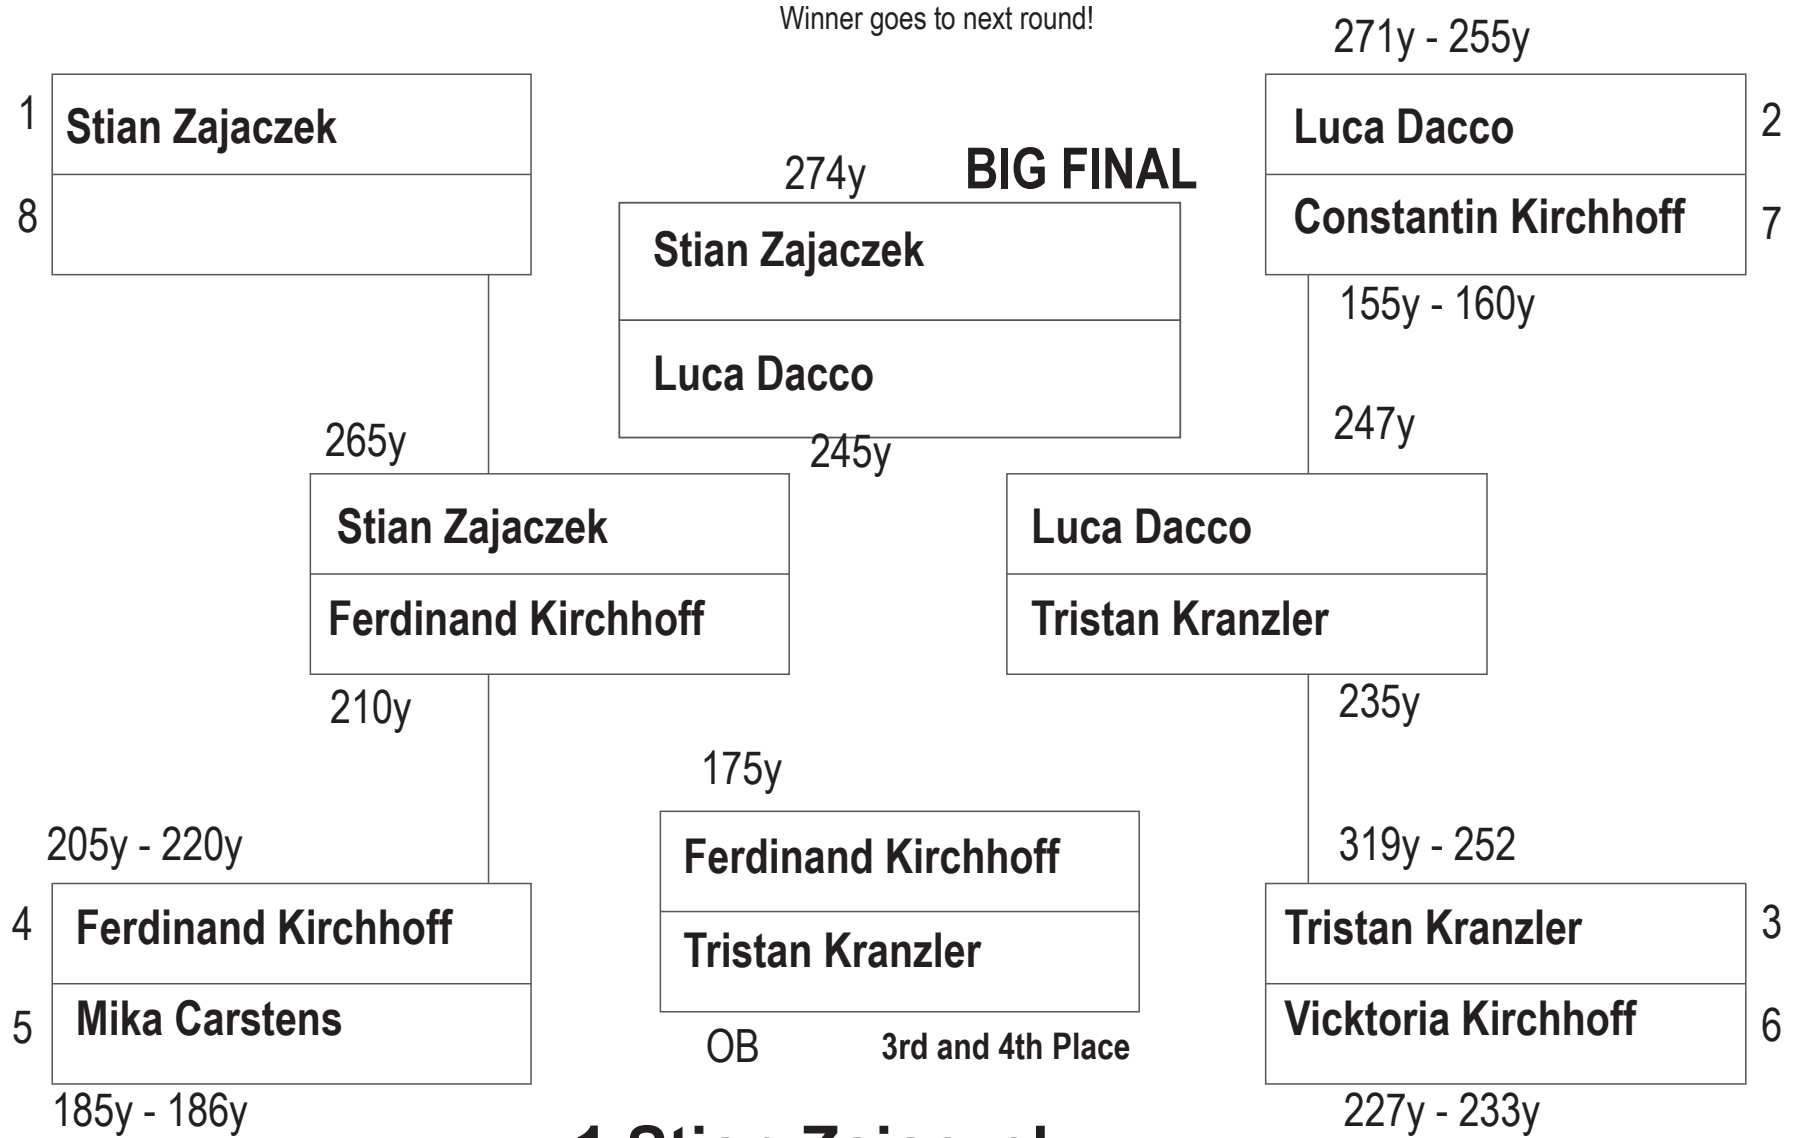 Winner goes to next round!
271y - 255y
1
Stian Zajaczek
8
274y
BIG FINAL
Stian Zajaczek
Luca Dacco
245y
Luca Dacco
2
Constantin Kirchhoff
7
155y - 160y
265y
Stian Zajaczek
Ferdinand Kirchhoff
210y
247y
Luca Dacco
Tristan Kranzler
235y
205y - 220y
4
Ferdinand Kirchhoff
5
Mika Carstens
185y - 186y
175y
Ferdinand Kirchhoff
Tristan Kranzler
OB
3rd and 4th Place
319y - 252
Tristan Kranzler
3
Vicktoria Kirchhoff
6
227y - 233y
1 Stian Zajaczek